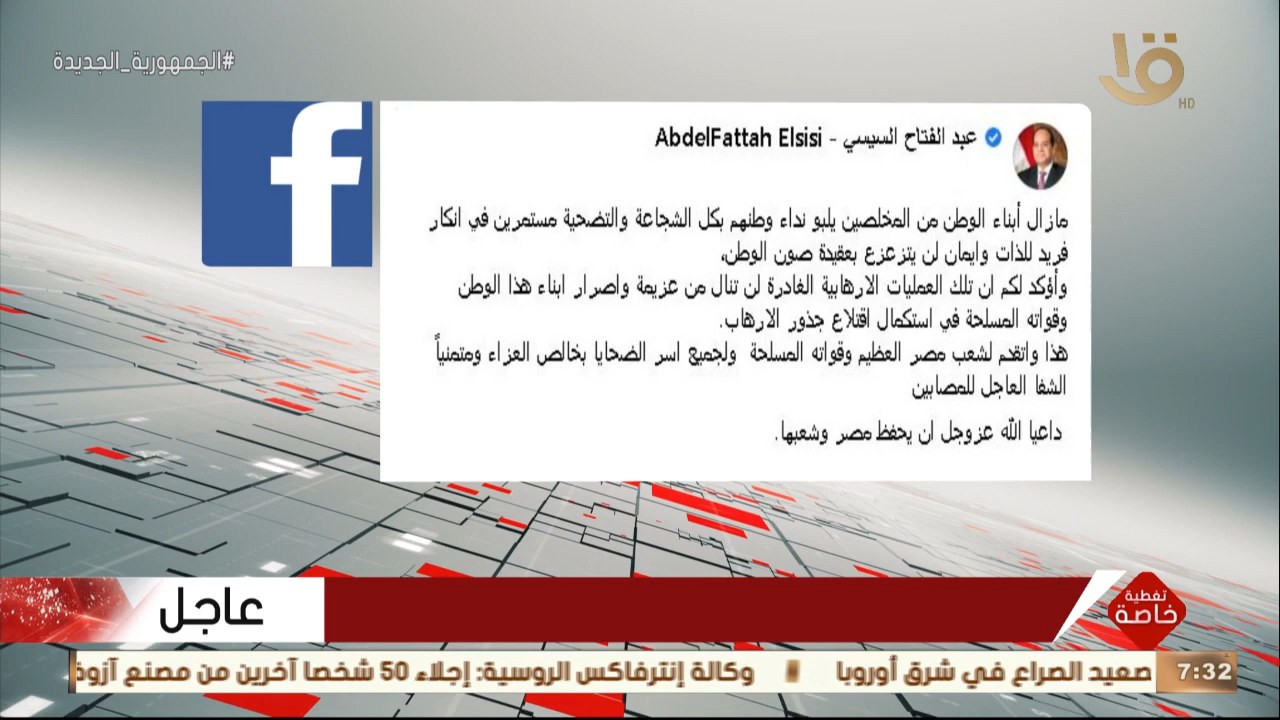 #الجمهورية_الجديدة
HD
عبد الفتاح السيسي - AbdelFattah Elsisi
مازال أبناء الوطن من المخلصين يلبو نداء وطنهم بكل الشجاعة والتضحية مستمرين في انكار
فريد للذات وايمان لن يتزعزع بعقيدة صون الوطن،
وأؤكد لكم ان تلك العمليات الارهابية الغادرة لن تنال من عزيمة واصرار ابناء هذا الوطن
وقواته المسلحة في استكمال اقتلاع جذور الارهاب.
هذا واتقدم لشعب مصر العظيم وقواته المسلحة ولجميع اسر الضحايا بخالص العزاء ومتمنياً
الشفا العاجل للمصابين
داعيا الله عزوجل ان يحفظ مصر وشعبها.
تغطية
خاصة
عاجل
7:32 صعيد الصراع في شرق أوروبا وكالة إنترفاكس الروسية: إجلاء 50 شخصا آخرين من مصنع آزوف